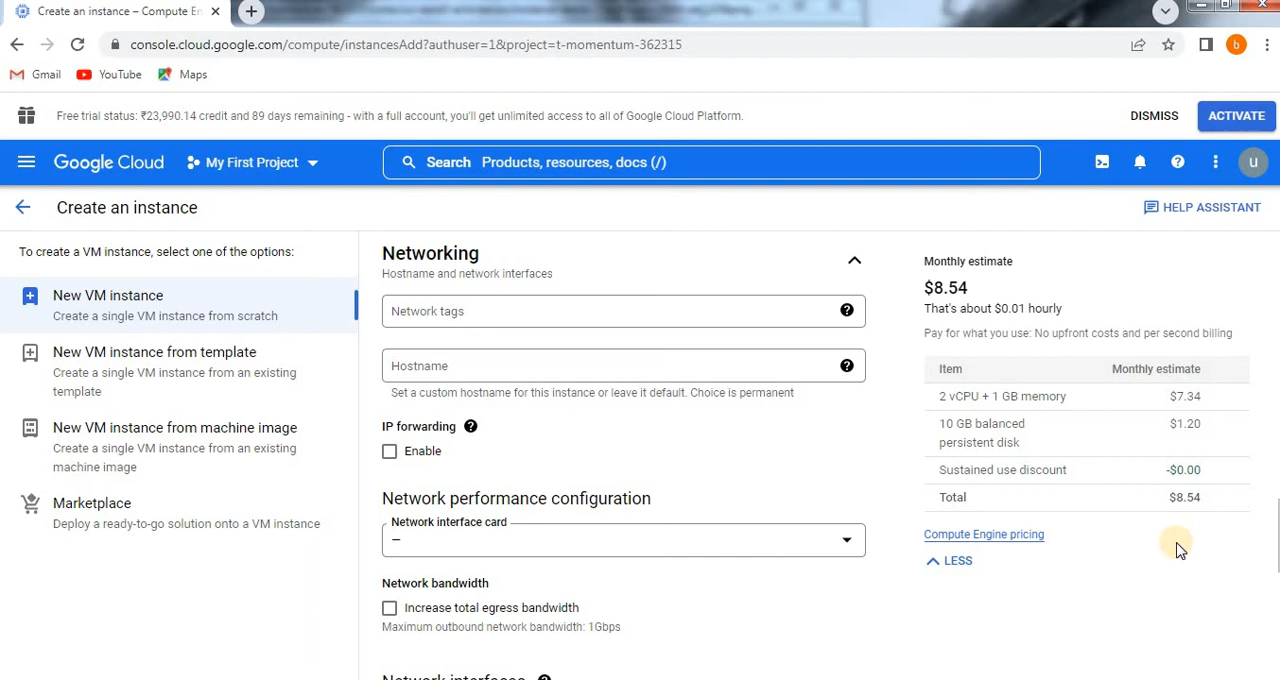 Create an instance – Compute En
console.cloud.google.com/compute/instancesAdd?authuser=1&project=t-momentum-362315
b
Gmail
YouTube
Maps
Free trial status: ₹23,990.14 credit and 89 days remaining - with a full account, you'll get unlimited access to all of Google Cloud Platform.
DISMISS
ACTIVATE
Google Cloud
My First Project
Search Products, resources, docs (/)
u
Create an instance
HELP ASSISTANT
To create a VM instance, select one of the options:
New VM instance
Create a single VM instance from scratch
New VM instance from template
Create a single VM instance from an existing
template
New VM instance from machine image
Create a single VM instance from an existing
machine image
Marketplace
Deploy a ready-to-go solution onto a VM instance
Networking
Hostname and network interfaces
Network tags
Hostname
Set a custom hostname for this instance or leave it default. Choice is permanent
IP forwarding
Enable
Network performance configuration
Network interface card
–
Network bandwidth
Increase total egress bandwidth
Maximum outbound network bandwidth: 1Gbps
Network interfaces
Monthly estimate
$8.54
That's about $0.01 hourly
Pay for what you use: No upfront costs and per second billing
Item Monthly estimate
2 vCPU + 1 GB memory $7.34
10 GB balanced $1.20
persistent disk
Sustained use discount -$0.00
Total $8.54
Compute Engine pricing
LESS